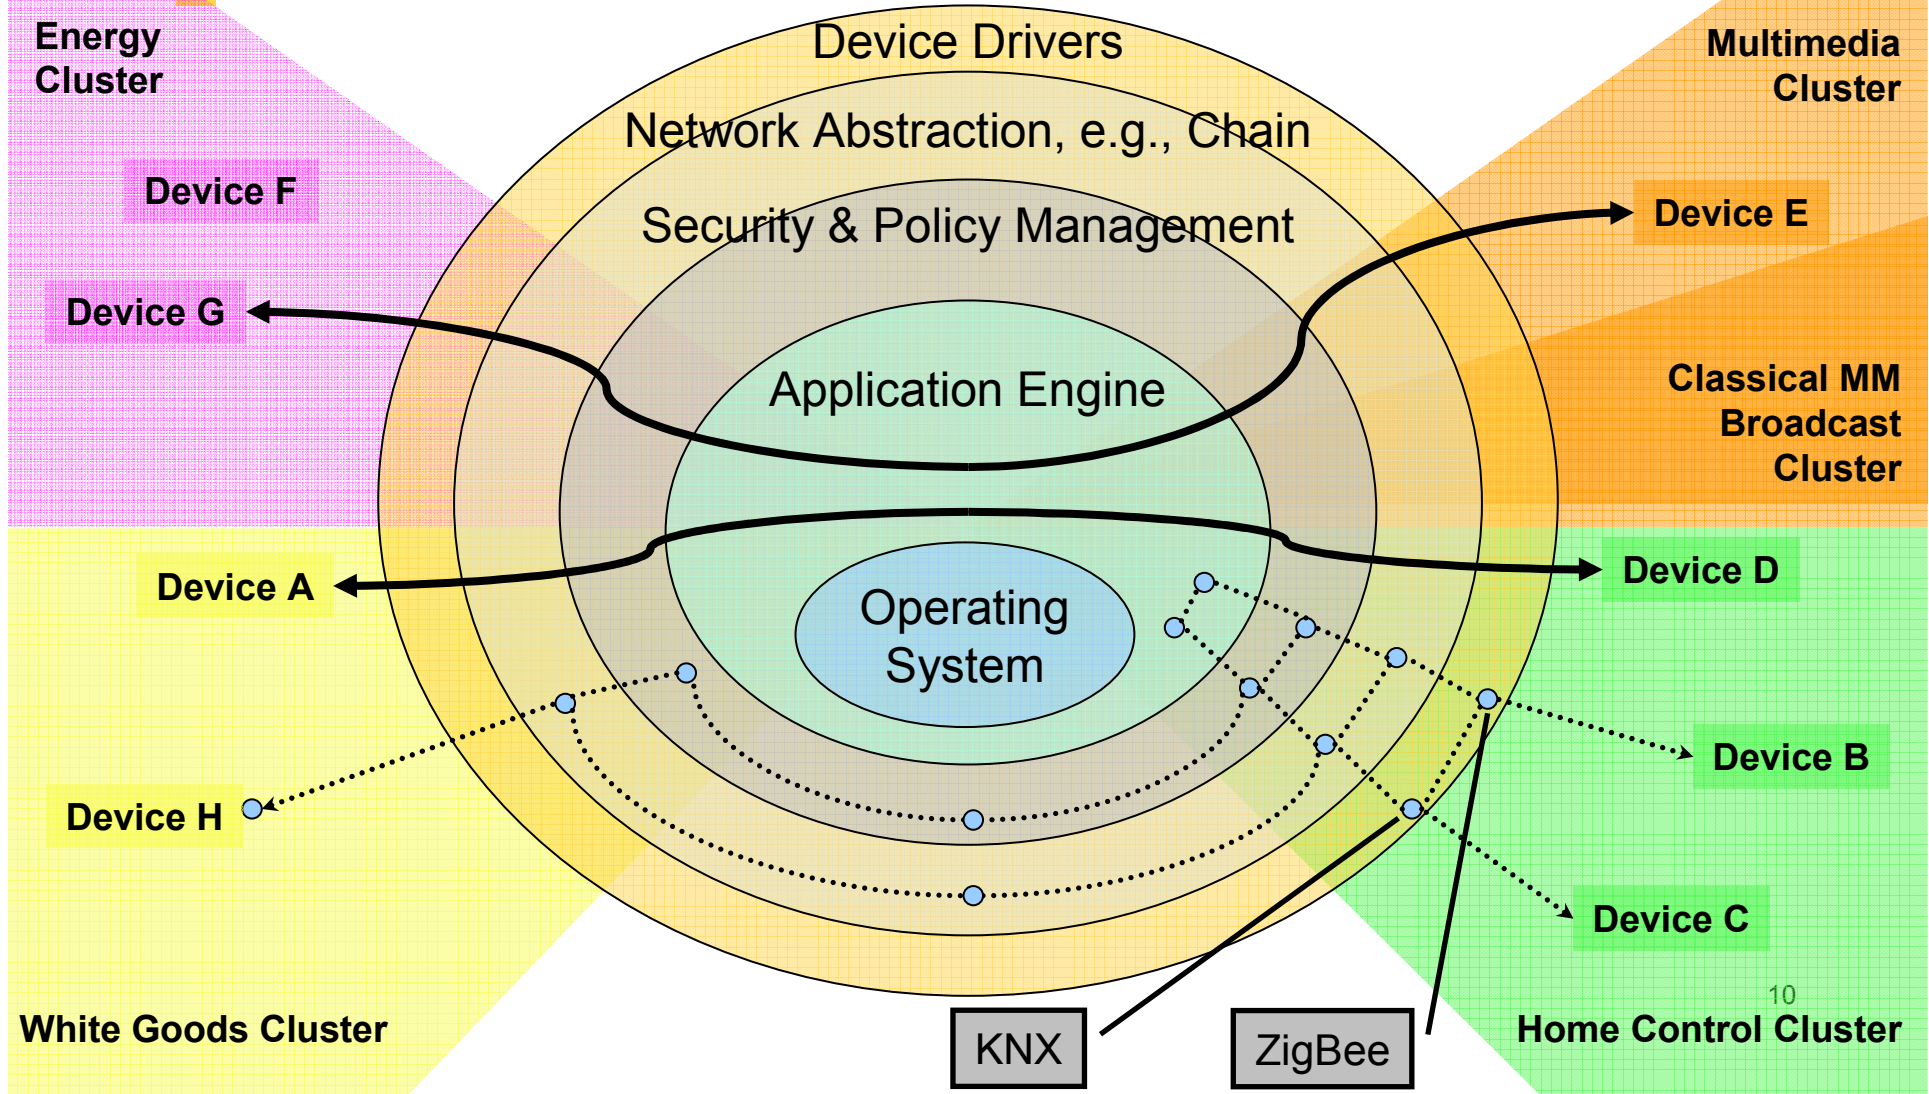 Energy
Cluster
Device Drivers
Multimedia
Cluster
Network Abstraction, e.g., Chain
Device F
Security & Policy Management
Device E
Device G
Application Engine
Classical MM
Broadcast
Cluster
Device A
Device D
Operating
System
Device B
Device H
Device C
10
White Goods Cluster
KNX
ZigBee
Home Control Cluster